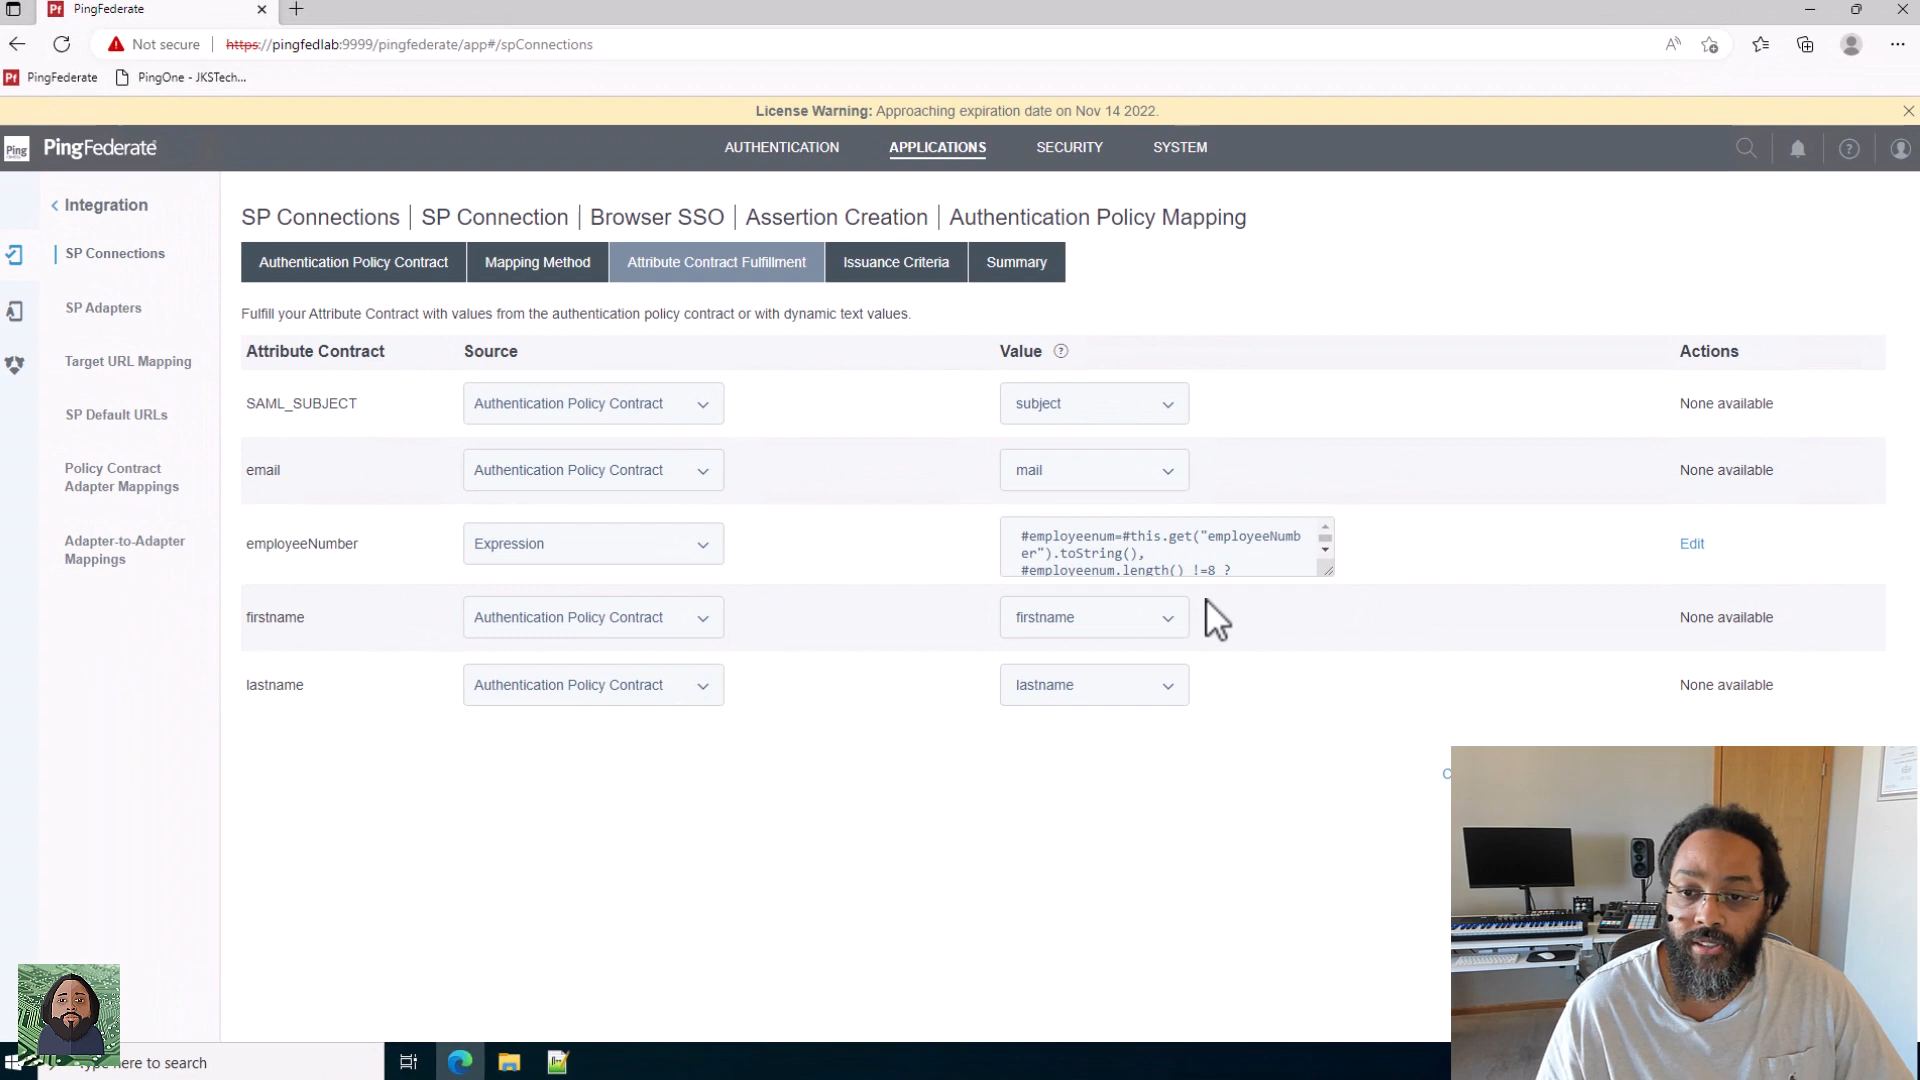 PingFederate
Not secure
https://pingfedlab:9999/pingfederate/app#/spConnections
PingFederate
PingOne - JKSTech...
License Warning: Approaching expiration date on Nov 14 2022.
Ping
PingFederate
AUTHENTICATION
APPLICATIONS
SECURITY
SYSTEM
Integration
SP Connections
SP Adapters
Target URL Mapping
SP Default URLs
Policy Contract
Adapter Mappings
Adapter-to-Adapter
Mappings
SP Connections | SP Connection | Browser SSO | Assertion Creation | Authentication Policy Mapping
Authentication Policy Contract
Mapping Method
Attribute Contract Fulfillment
Issuance Criteria
Summary
Fulfill your Attribute Contract with values from the authentication policy contract or with dynamic text values.
Attribute Contract Source Value Actions
SAML_SUBJECT Authentication Policy Contract subject None available
email Authentication Policy Contract mail None available
employeeNumber Expression
#employeenum=#this.get("employeeNumb
er").toString(),
#employeenum.length() !=8 ?
Edit
firstname Authentication Policy Contract firstname None available
lastname Authentication Policy Contract lastname None available
here to search